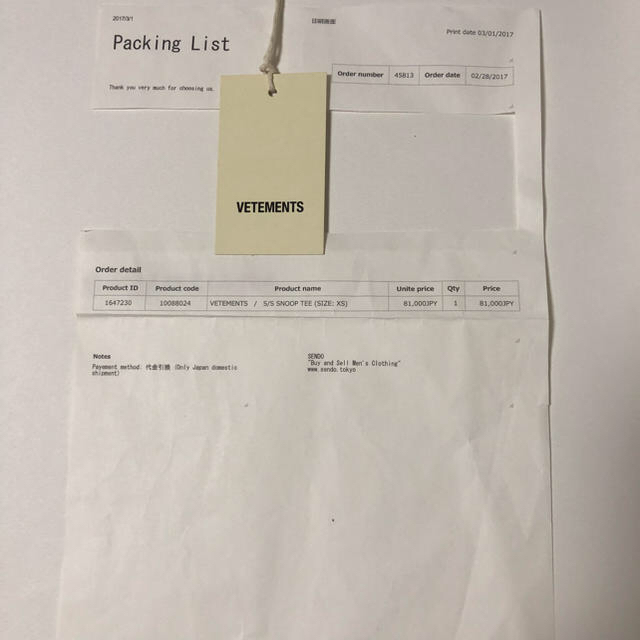 2017/3/1
印刷画面
Print date 03/01/2017
Packing List
Order number 45813 Order date 02/28/2017
Thank you very much for choosing us.
VETEMENTS
Order detail
Product ID Product code Product name Unite price Qty Price
1647230 10088024 VETEMENTS / S/S SNOOP TEE (SIZE: XS) 81,000JPY 1 81,000JPY
Notes
Payement method: 代金引換 (Only Japan domestic
shipment)
SENDO
"Buy and Sell Men's Clothing"
www.sendo.tokyo